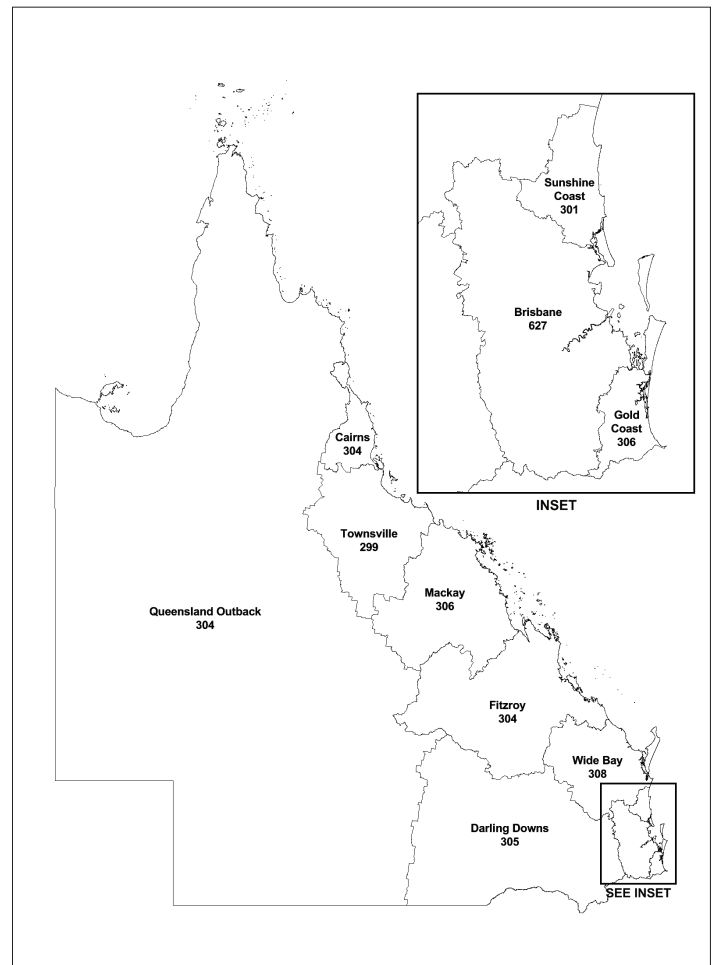 Sunshine
Coast
301
Brisbane
627
Gold
Coast
306
INSET
Cairns
304
Townsville
299
Mackay
306
Queensland Outback
304
Fitzroy
304
Wide Bay
308
Darling Downs
305
SEE INSET